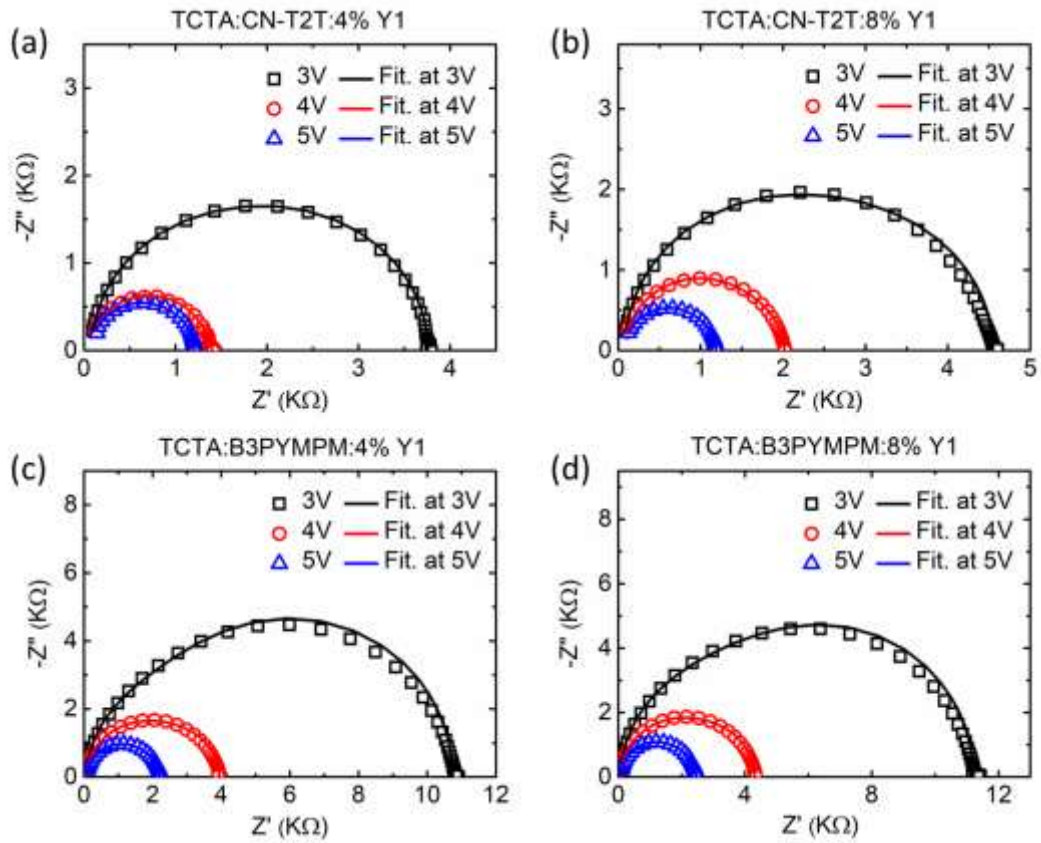 TCTA:CN-T2T:4% Y1
(a)
3V Fit. at 3V
4V Fit. at 4V
5V Fit. at 5V
-Z'' (KΩ)
3
2
1
0
0 1 2 3 4
Z' (KΩ)
TCTA:CN-T2T:8% Y1
(b)
3V Fit. at 3V
4V Fit. at 4V
5V Fit. at 5V
-Z'' (KΩ)
3
2
1
0
0 1 2 3 4 5
Z' (KΩ)
TCTA:B3PYMPM:4% Y1
(c)
3V Fit. at 3V
4V Fit. at 4V
5V Fit. at 5V
-Z'' (KΩ)
8
6
4
2
0
0 2 4 6 8 10 12
Z' (KΩ)
TCTA:B3PYMPM:8% Y1
(d)
3V Fit. at 3V
4V Fit. at 4V
5V Fit. at 5V
-Z'' (KΩ)
8
6
4
2
0
0 4 8 12
Z' (KΩ)